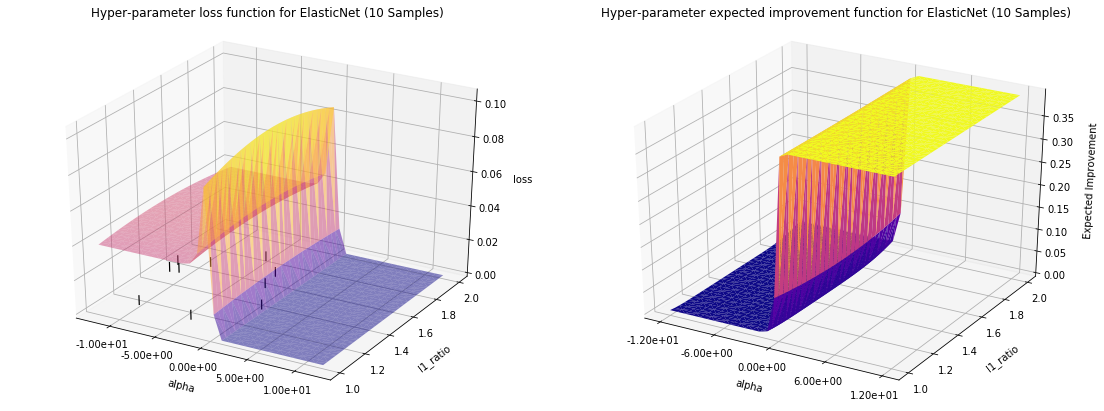 Hyper-parameter loss function for ElasticNet (10 Samples)
0.10
0.08
0.06
0.04
0.02
0.00
loss
-1.00e+01
-5.00e+00
0.00e+00
5.00e+00
1.00e+01
alpha
1.0
1.2
1.4
1.6
1.8
2.0
l1_ratio
Hyper-parameter expected improvement function for ElasticNet (10 Samples)
0.35
0.30
0.25
0.20
0.15
0.10
0.05
0.00
Expected Improvement
-1.20e+01
-6.00e+00
0.00e+00
6.00e+00
1.20e+01
alpha
1.0
1.2
1.4
1.6
1.8
2.0
l1_ratio